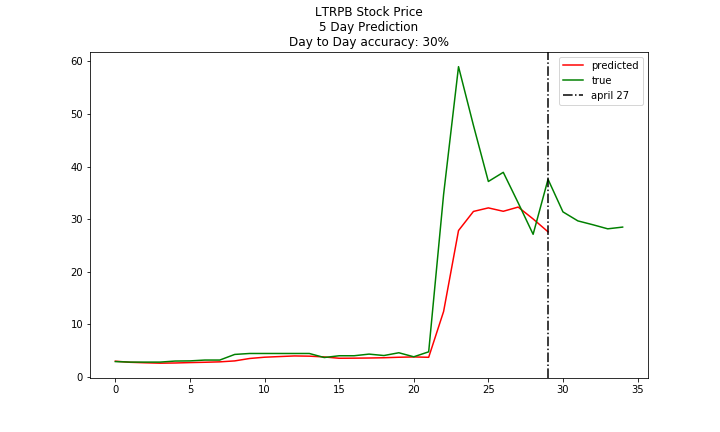 LTRPB Stock Price
5 Day Prediction
Day to Day accuracy: 30%
predicted
true
april 27
60
50
40
30
20
10
0
0 5 10 15 20 25 30 35